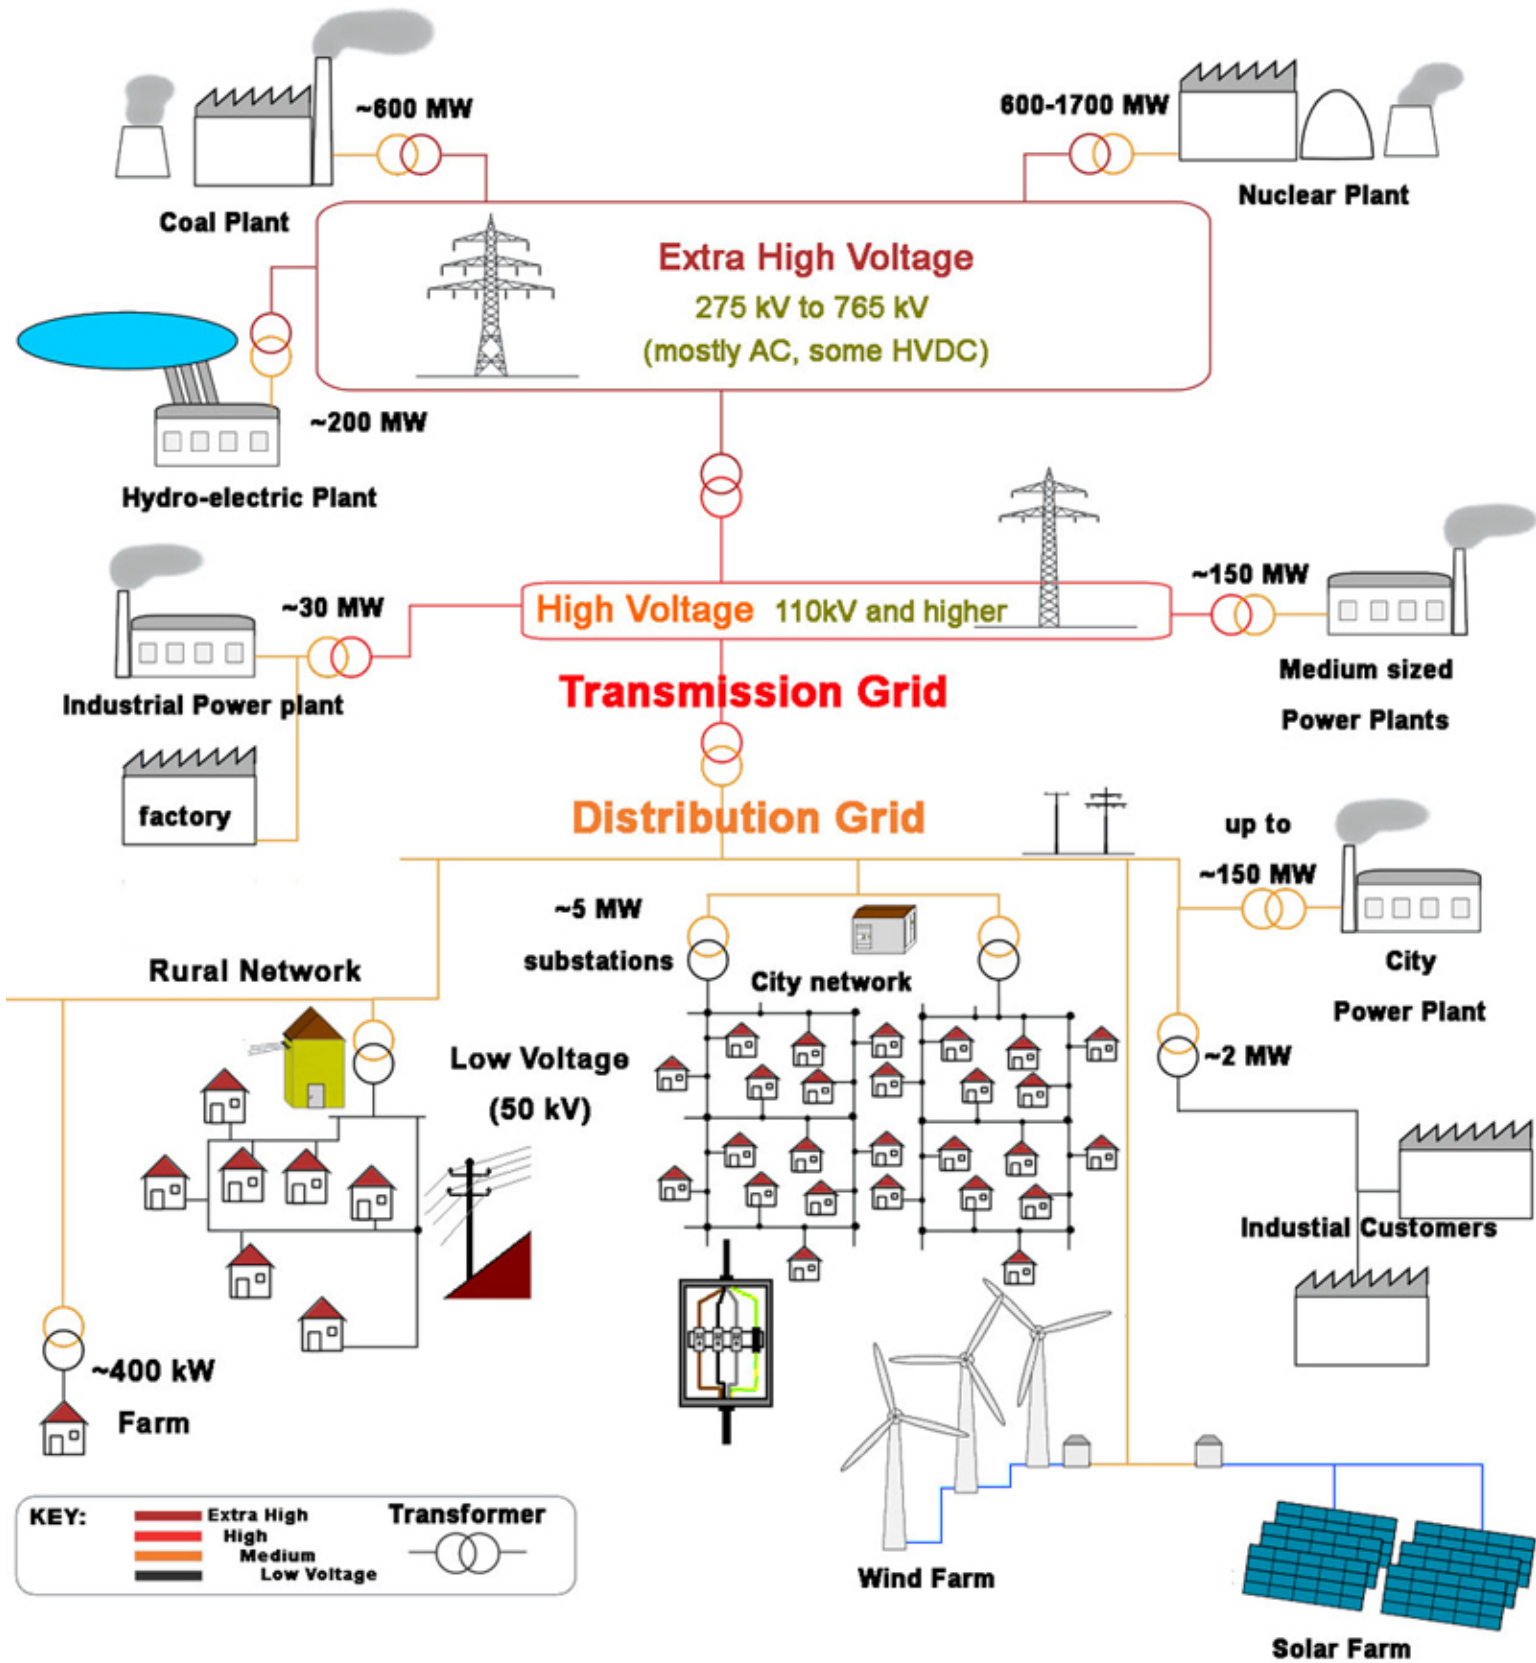 ~600 MW
600-1700 MW
Coal Plant
Nuclear Plant
Extra High Voltage
275 kV to 765 kV
(mostly AC, some HVDC)
~200 MW
Hydro-electric Plant
~150 MW
~30 MW
High Voltage 110kV and higher
Industrial Power plant
Transmission Grid
Medium sized
Power Plants
factory
Distribution Grid
up to
~150 MW
~5 MW
substations
Rural Network
City network
City
Power Plant
Low Voltage
(50 kV)
~2 MW
Industial Customers
~400 kW
Farm
KEY:
Extra High
High
Medium
Low Voltage
Transformer
Wind Farm
Solar Farm